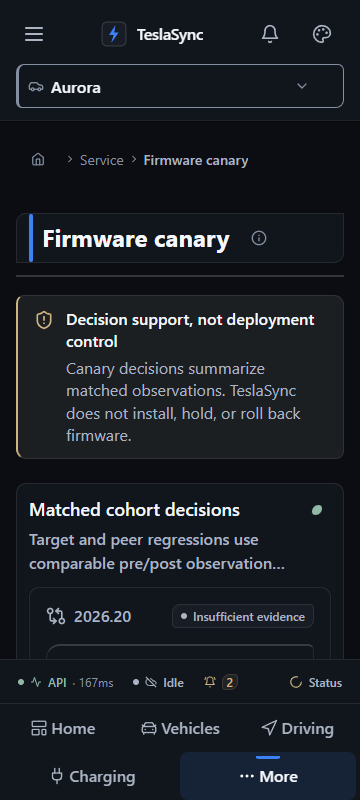 TeslaSync
Aurora
Service
Firmware canary
Firmware canary
Decision support, not deployment
control
Canary decisions summarize
matched observations. TeslaSync
does not install, hold, or roll back
firmware.
Matched cohort decisions
Target and peer regressions use
comparable pre/post observation...
2026.20
Insufficient evidence
API · 167ms
Idle
2
Status
Home
Vehicles
Driving
Charging
More